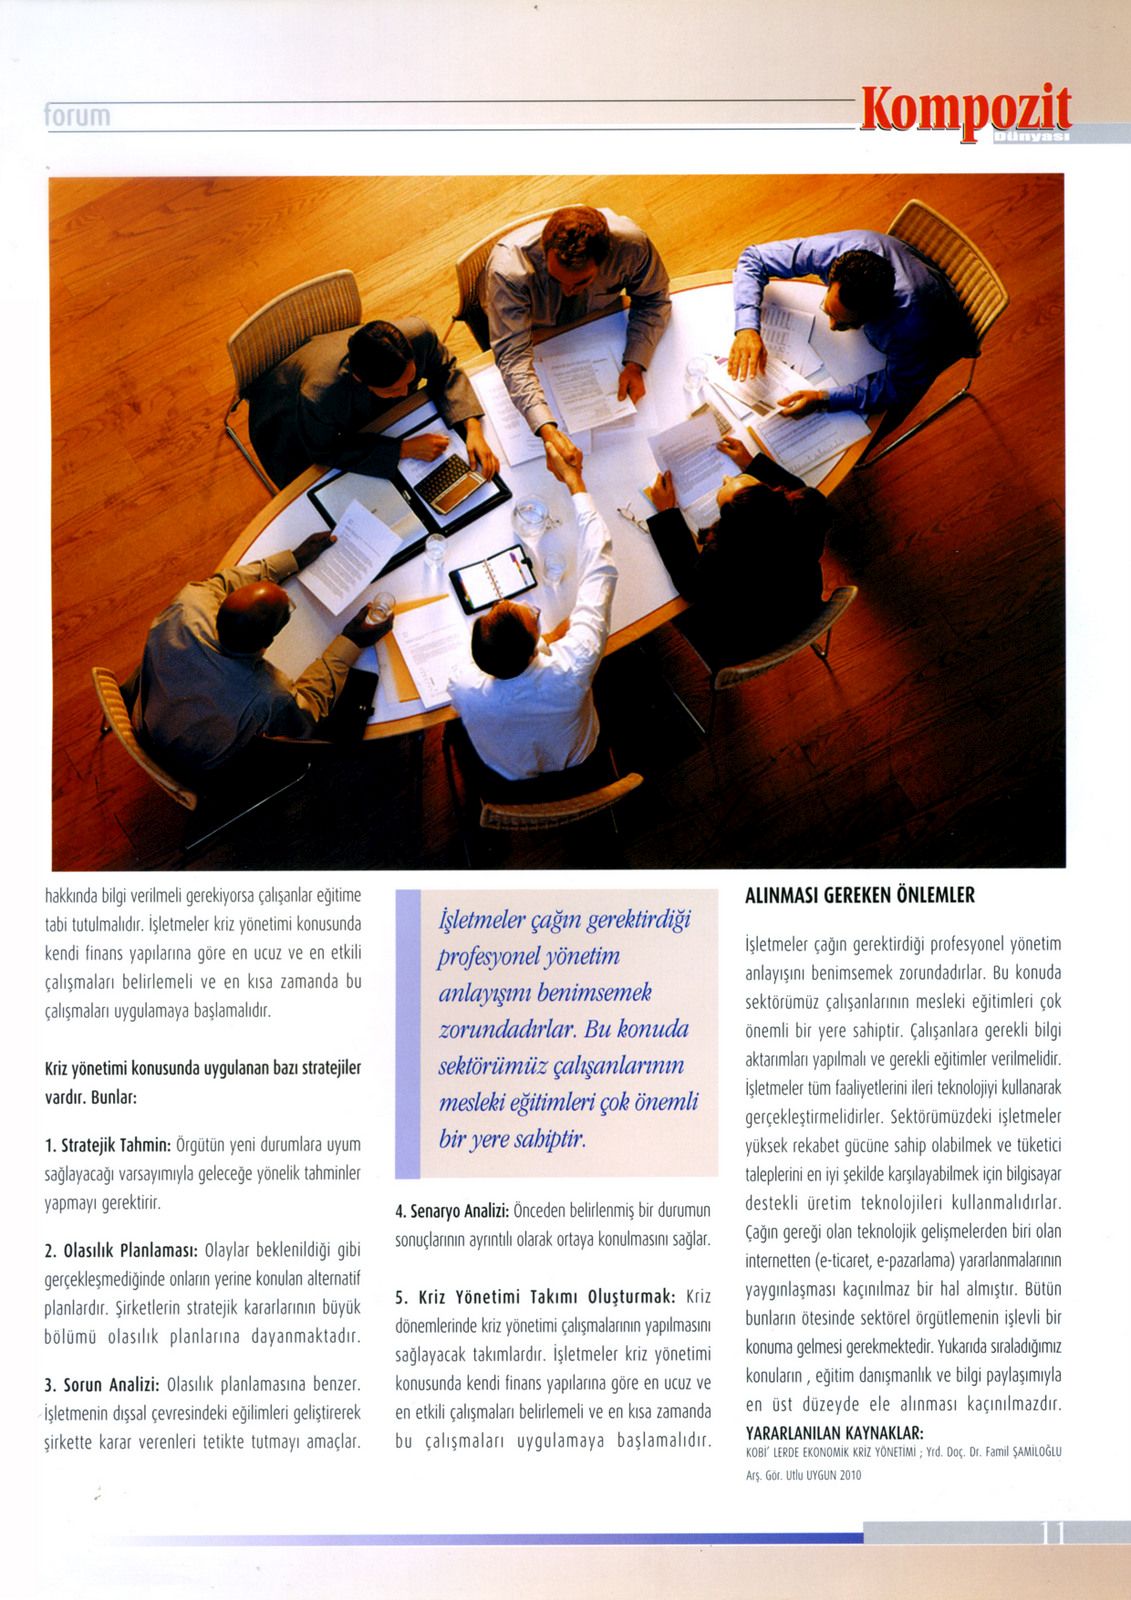 forum
Kompozit
Dünyası
hakkında bilgi verilmeli gerekiyorsa çalışanlar eğitime
tabi tutulmalıdır. İşletmeler kriz yönetimi konusunda
kendi finans yapılarına göre en ucuz ve en etkili
çalışmaları belirlemeli ve en kısa zamanda bu
çalışmaları uygulamaya başlamalıdır.
Kriz yönetimi konusunda uygulanan bazı stratejiler
vardır. Bunlar:
1. Stratejik Tahmin: Örgütün yeni durumlara uyum
sağlayacağı varsayımıyla geleceğe yönelik tahminler
yapmayı gerektirir.
2. Olasılık Planlaması: Olaylar beklenildiği gibi
gerçekleşmediğinde onların yerine konulan alternatif
planlardır. Şirketlerin stratejik kararlarının büyük
bölümü olasılık planlarına dayanmaktadır.
3. Sorun Analizi: Olasılık planlamasına benzer.
İşletmenin dışsal çevresindeki eğilimleri geliştirerek
şirkette karar verenleri tetikte tutmayı amaçlar.
İşletmeler çağın gerektirdiği
profesyonel yönetim
anlayışını benimsemek
zorundadırlar. Bu konuda
sektörümüz çalışanlarının
mesleki eğitimleri çok önemli
bir yere sahiptir.
4. Senaryo Analizi: Önceden belirlenmiş bir durumun
sonuçlarının ayrıntılı olarak ortaya konulmasını sağlar.
5. Kriz Yönetimi Takımı Oluşturmak: Kriz
dönemlerinde kriz yönetimi çalışmalarının yapılmasını
sağlayacak takımlardır. İşletmeler kriz yönetimi
konusunda kendi finans yapılarına göre en ucuz ve
en etkili çalışmaları belirlemeli ve en kısa zamanda
bu çalışmaları uygulamaya başlamalıdır.
ALINMASI GEREKEN ÖNLEMLER
İşletmeler çağın gerektirdiği profesyonel yönetim
anlayışını benimsemek zorundadırlar. Bu konuda
sektörümüz çalışanlarının mesleki eğitimleri çok
önemli bir yere sahiptir. Çalışanlara gerekli bilgi
aktarımları yapılmalı ve gerekli eğitimler verilmelidir.
İşletmeler tüm faaliyetlerini ileri teknolojiyi kullanarak
gerçekleştirmelidirler. Sektörümüzdeki işletmeler
yüksek rekabet gücüne sahip olabilmek ve tüketici
taleplerini en iyi şekilde karşılayabilmek için bilgisayar
destekli üretim teknolojileri kullanmalıdırlar.
Çağın gereği olan teknolojik gelişmelerden biri olan
internetten (e-ticaret, e-pazarlama) yararlanmalarının
yaygınlaşması kaçınılmaz bir hal almıştır. Bütün
bunların ötesinde sektörel örgütlemenin işlevli bir
konuma gelmesi gerekmektedir. Yukarıda sıraladığımız
konuların , eğitim danışmanlık ve bilgi paylaşımıyla
en üst düzeyde ele alınması kaçınılmazdır.
YARARLANILAN KAYNAKLAR:
KOBİ' LERDE EKONOMİK KRİZ YÖNETİMİ ; Yrd. Doç. Dr. Famil ŞAMİLOĞLU
Arş. Gör. Utlu UYGUN 2010
11